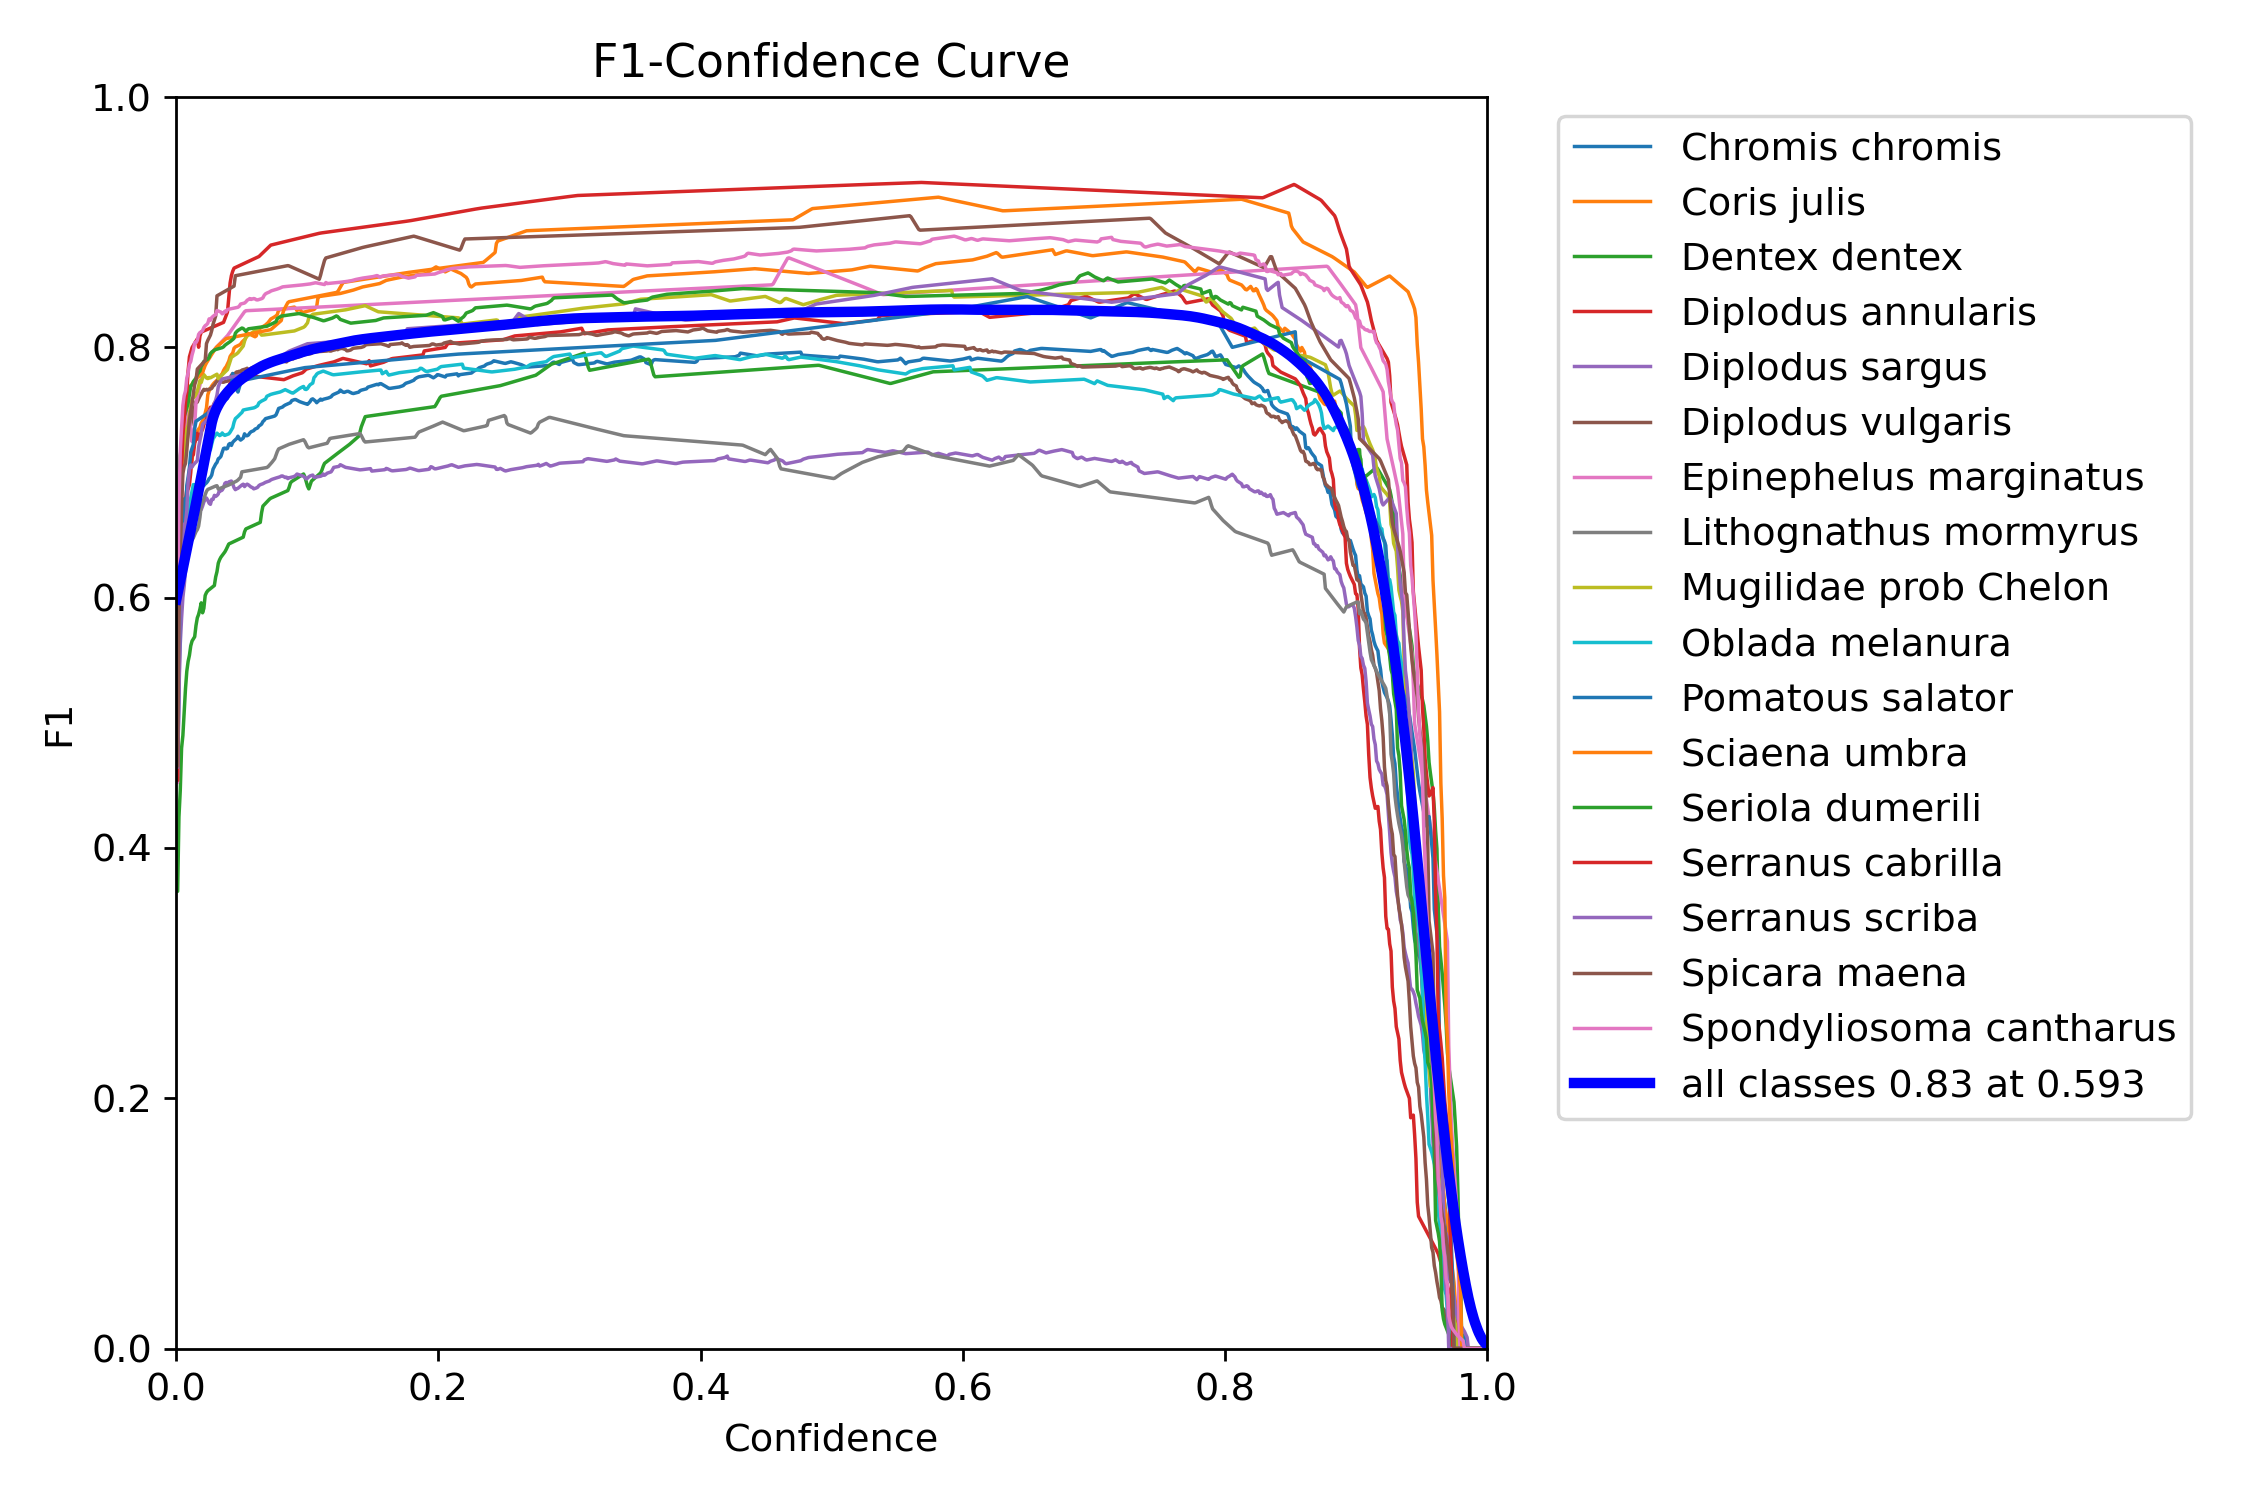 F1-Confidence Curve
1.0
0.8
0.6
0.4
0.2
0.0
F1
0.0 0.2 0.4 0.6 0.8 1.0
Confidence
Chromis chromis
Coris julis
Dentex dentex
Diplodus annularis
Diplodus sargus
Diplodus vulgaris
Epinephelus marginatus
Lithognathus mormyrus
Mugilidae prob Chelon
Oblada melanura
Pomatous salator
Sciaena umbra
Seriola dumerili
Serranus cabrilla
Serranus scriba
Spicara maena
Spondyliosoma cantharus
all classes 0.83 at 0.593